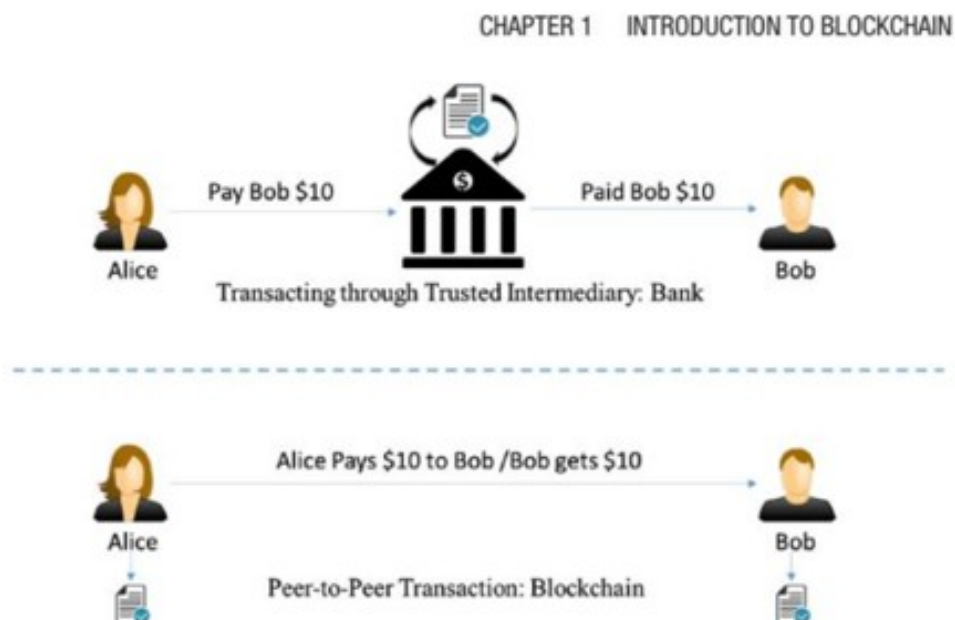 CHAPTER 1 INTRODUCTION TO BLOCKCHAIN
$
Pay Bob $10
Paid Bob $10
Alice
Bob
Transacting through Trusted Intermediary: Bank
Alice Pays $10 to Bob /Bob gets $10
Alice
Bob
Peer-to-Peer Transaction: Blockchain